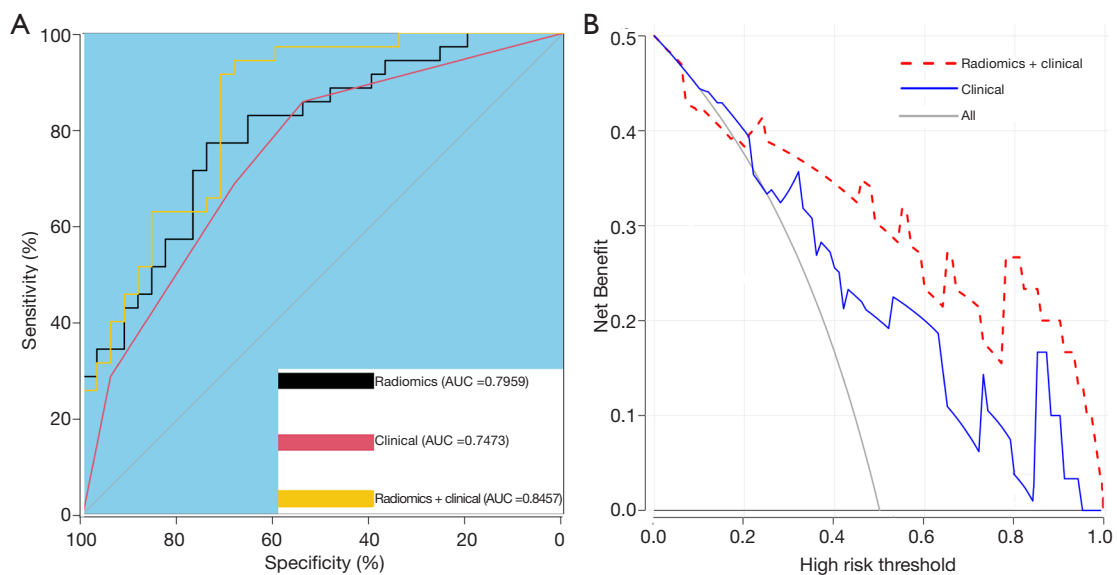 A
100
80
60
40
20
0
Sensitivity (%)
Radiomics (AUC =0.7959)
Clinical (AUC =0.7473)
Radiomics + clinical (AUC =0.8457)
100 80 60 40 20 0
Specificity (%)
B
0.5
0.4
0.3
0.2
0.1
0.0
Net Benefit
Radiomics + clinical
Clinical
All
0.0 0.2 0.4 0.6 0.8 1.0
High risk threshold